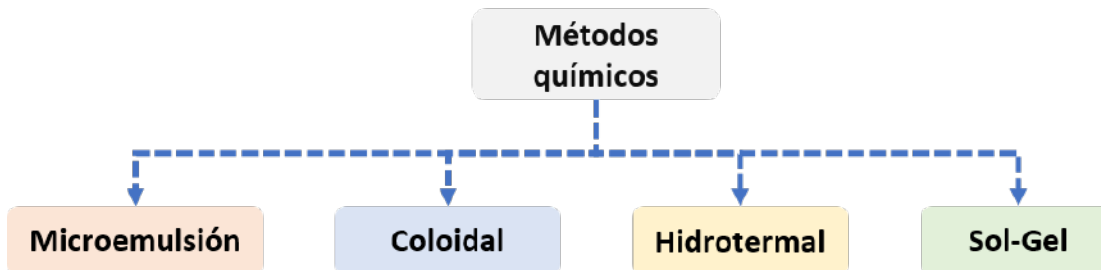 Métodos
químicos
Microemulsión
Coloidal
Hidrotermal
Sol-Gel